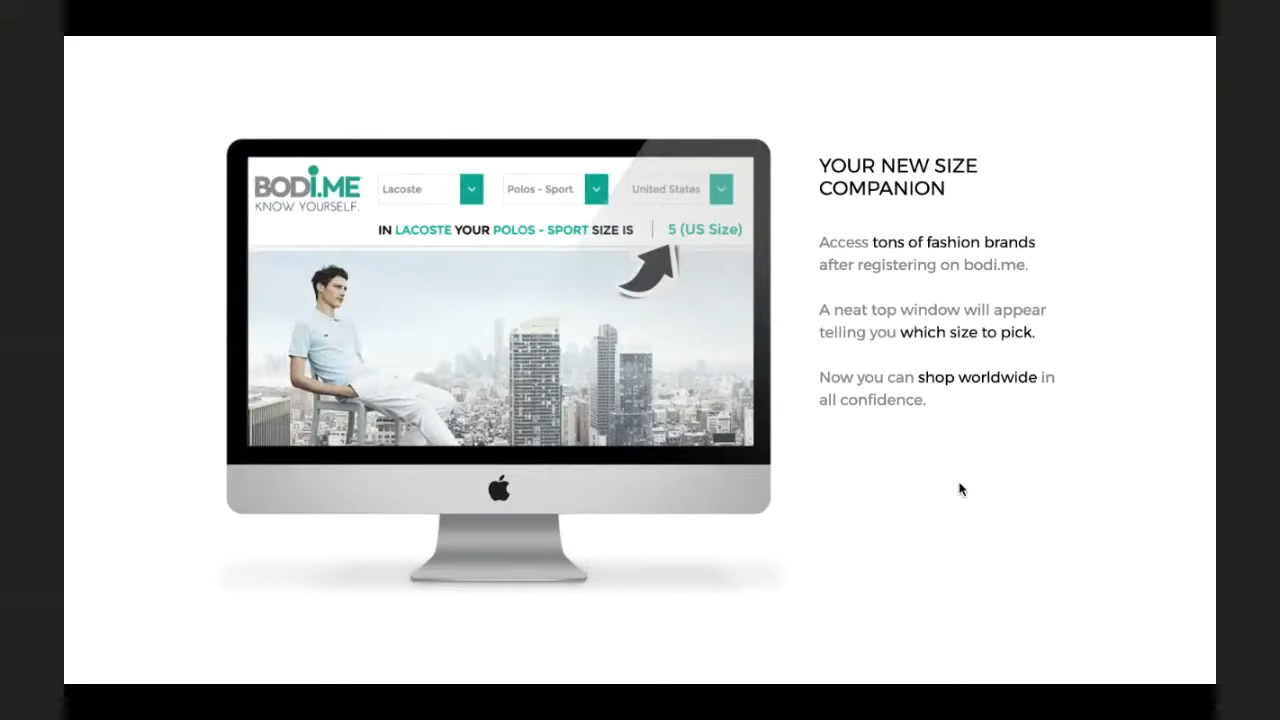 BODi.ME
KNOW YOURSELF.
Lacoste
Polos - Sport
United States
IN LACOSTE YOUR POLOS - SPORT SIZE IS
5 (US Size)
YOUR NEW SIZE
COMPANION
Access tons of fashion brands
after registering on bodi.me.
A neat top window will appear
telling you which size to pick.
Now you can shop worldwide in
all confidence.